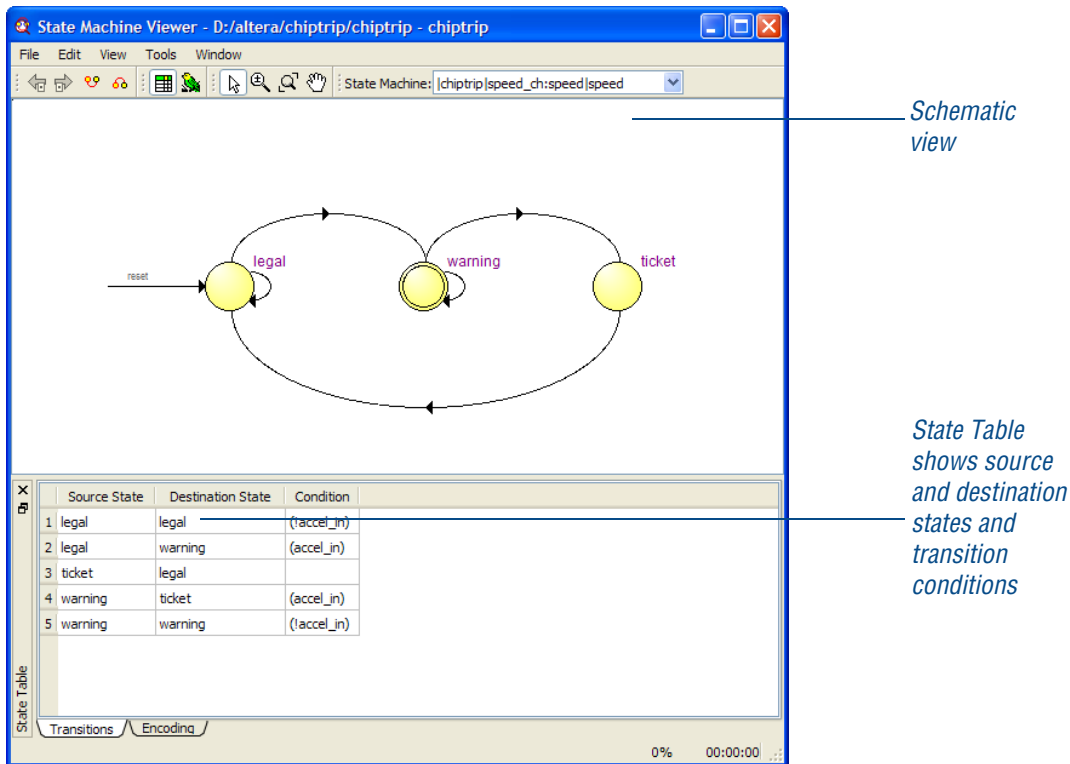 State Machine Viewer - D:/altera/chiptrip/chiptrip - chiptrip
File Edit View Tools Window
State Machine: |chiptrip|speed_ch:speed|speed
Schematic
view
reset
legal
warning
ticket
State Table
shows source
and destination
states and
transition
conditions
Source State Destination State Condition
1 legal legal (!accel_in)
2 legal warning (accel_in)
3 ticket legal
4 warning ticket (accel_in)
5 warning warning (!accel_in)
State Table
Transitions Encoding
0% 00:00:00